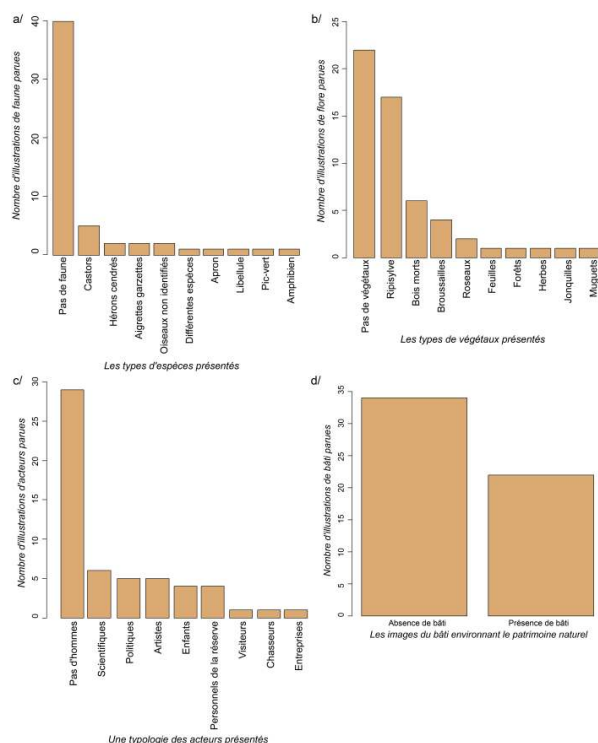 a/
Nombre d'illustrations de faune parues
0
10
20
30
40
Pas de faune
Castors
Hérons cendrés
Aigrettes garzettes
Oiseaux non identifiés
Différentes espèces
Apron
Libellule
Pic-vert
Amphibien
Les types d'espèces présentés
b/
Nombre d'illustrations de flore parues
0
5
10
15
20
25
Pas de végétaux
Ripisylve
Bois morts
Broussailles
Roseaux
Feuilles
Forêts
Herbes
Jonquilles
Muguets
Les types de végétaux présentés
c/
Nombre d'illustrations d'acteurs parues
0
5
10
15
20
25
30
Pas d'hommes
Scientifiques
Politiques
Artistes
Enfants
Personnels de la réserve
Visiteurs
Chasseurs
Entreprises
Une typologie des acteurs présentés
d/
Nombre d'illustrations de bâti parues
0
5
10
15
20
25
30
35
Absence de bâti
Présence de bâti
Les images du bâti environnant le patrimoine naturel